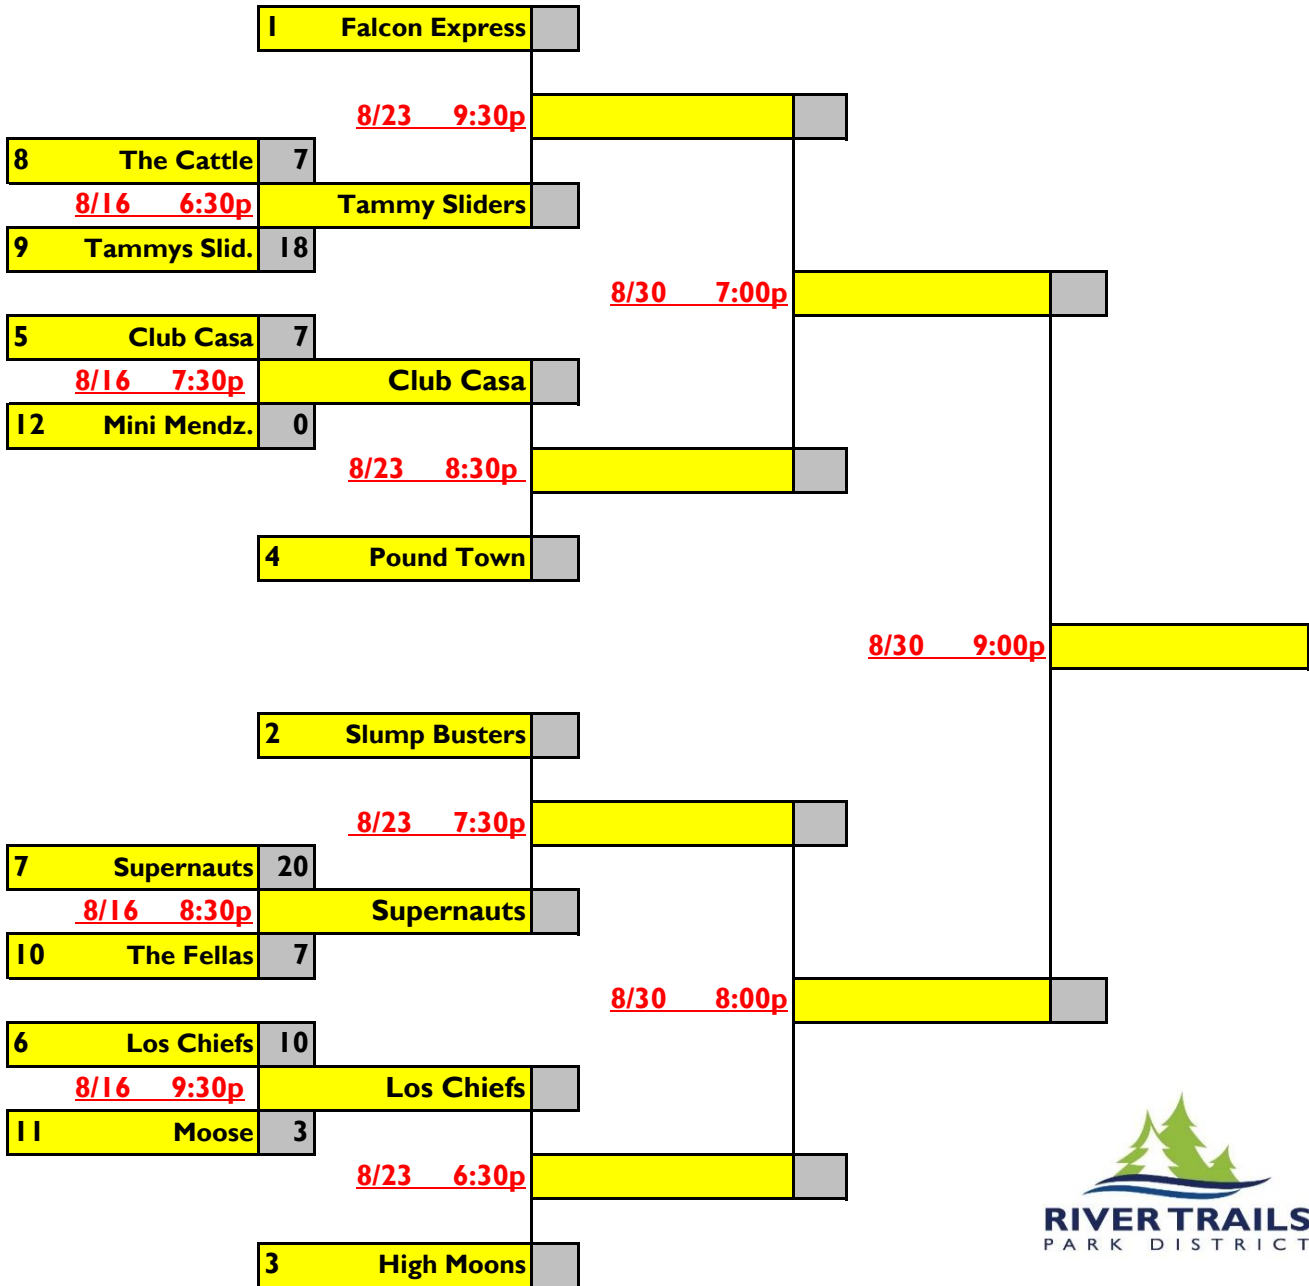 1 Falcon Express
8/23 9:30p
8 The Cattle 7
8/16 6:30p Tammy Sliders
9 Tammys Slid. 18
8/30 7:00p
5 Club Casa 7
8/16 7:30p Club Casa
12 Mini Mendz. 0
8/23 8:30p
4 Pound Town
8/30 9:00p
2 Slump Busters
8/23 7:30p
7 Supernauts 20
8/16 8:30p Supernauts
10 The Fellas 7
8/30 8:00p
6 Los Chiefs 10
8/16 9:30p Los Chiefs
11 Moose 3
8/23 6:30p
3 High Moons
RIVER TRAILS
PARK DISTRICT